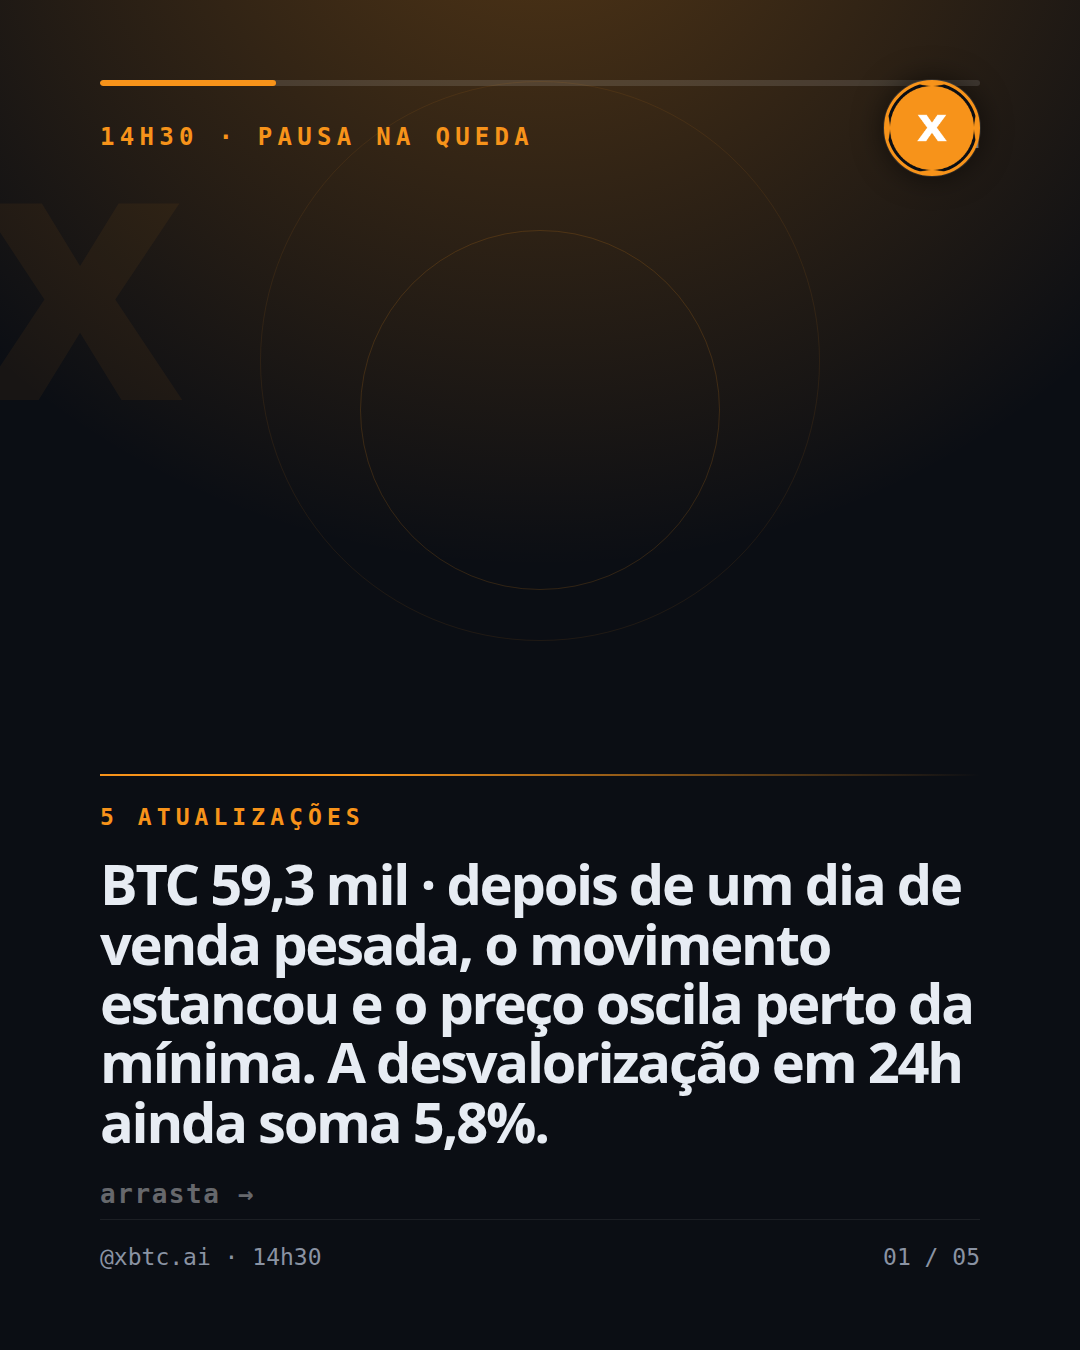 14H30 · PAUSA NA QUEDA
X
X
5 ATUALIZAÇÕES
BTC 59,3 mil · depois de um dia de
venda pesada, o movimento
estancou e o preço oscila perto da
mínima. A desvalorização em 24h
ainda soma 5,8%.
arrasta →
@xbtc.ai · 14h30
01 / 05